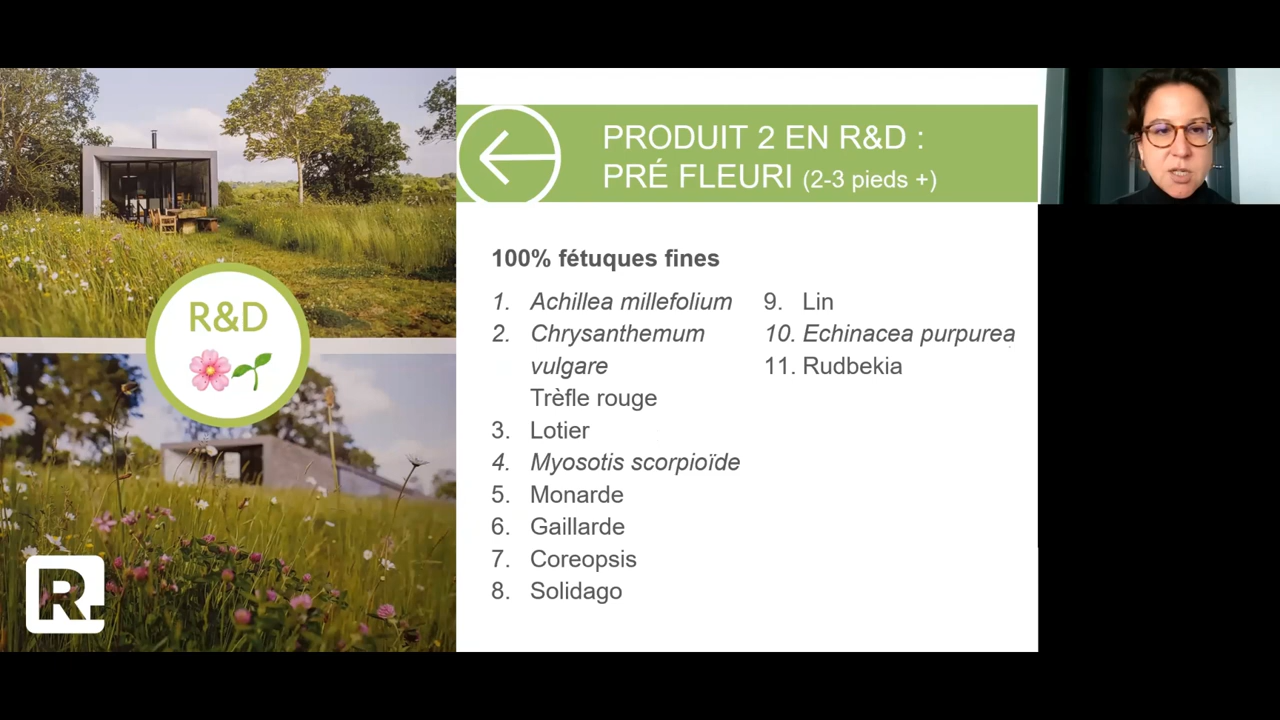 PRODUIT 2 EN R&D :
PRÉ FLEURI (2-3 pieds +)
R&D
100% fétuques fines
1. Achillea millefolium
2. Chrysanthemum
vulgare
Trèfle rouge
3. Lotier
4. Myosotis scorpioïde
5. Monarde
6. Gaillarde
7. Coreopsis
8. Solidago
9. Lin
10. Echinacea purpurea
11. Rudbekia
R